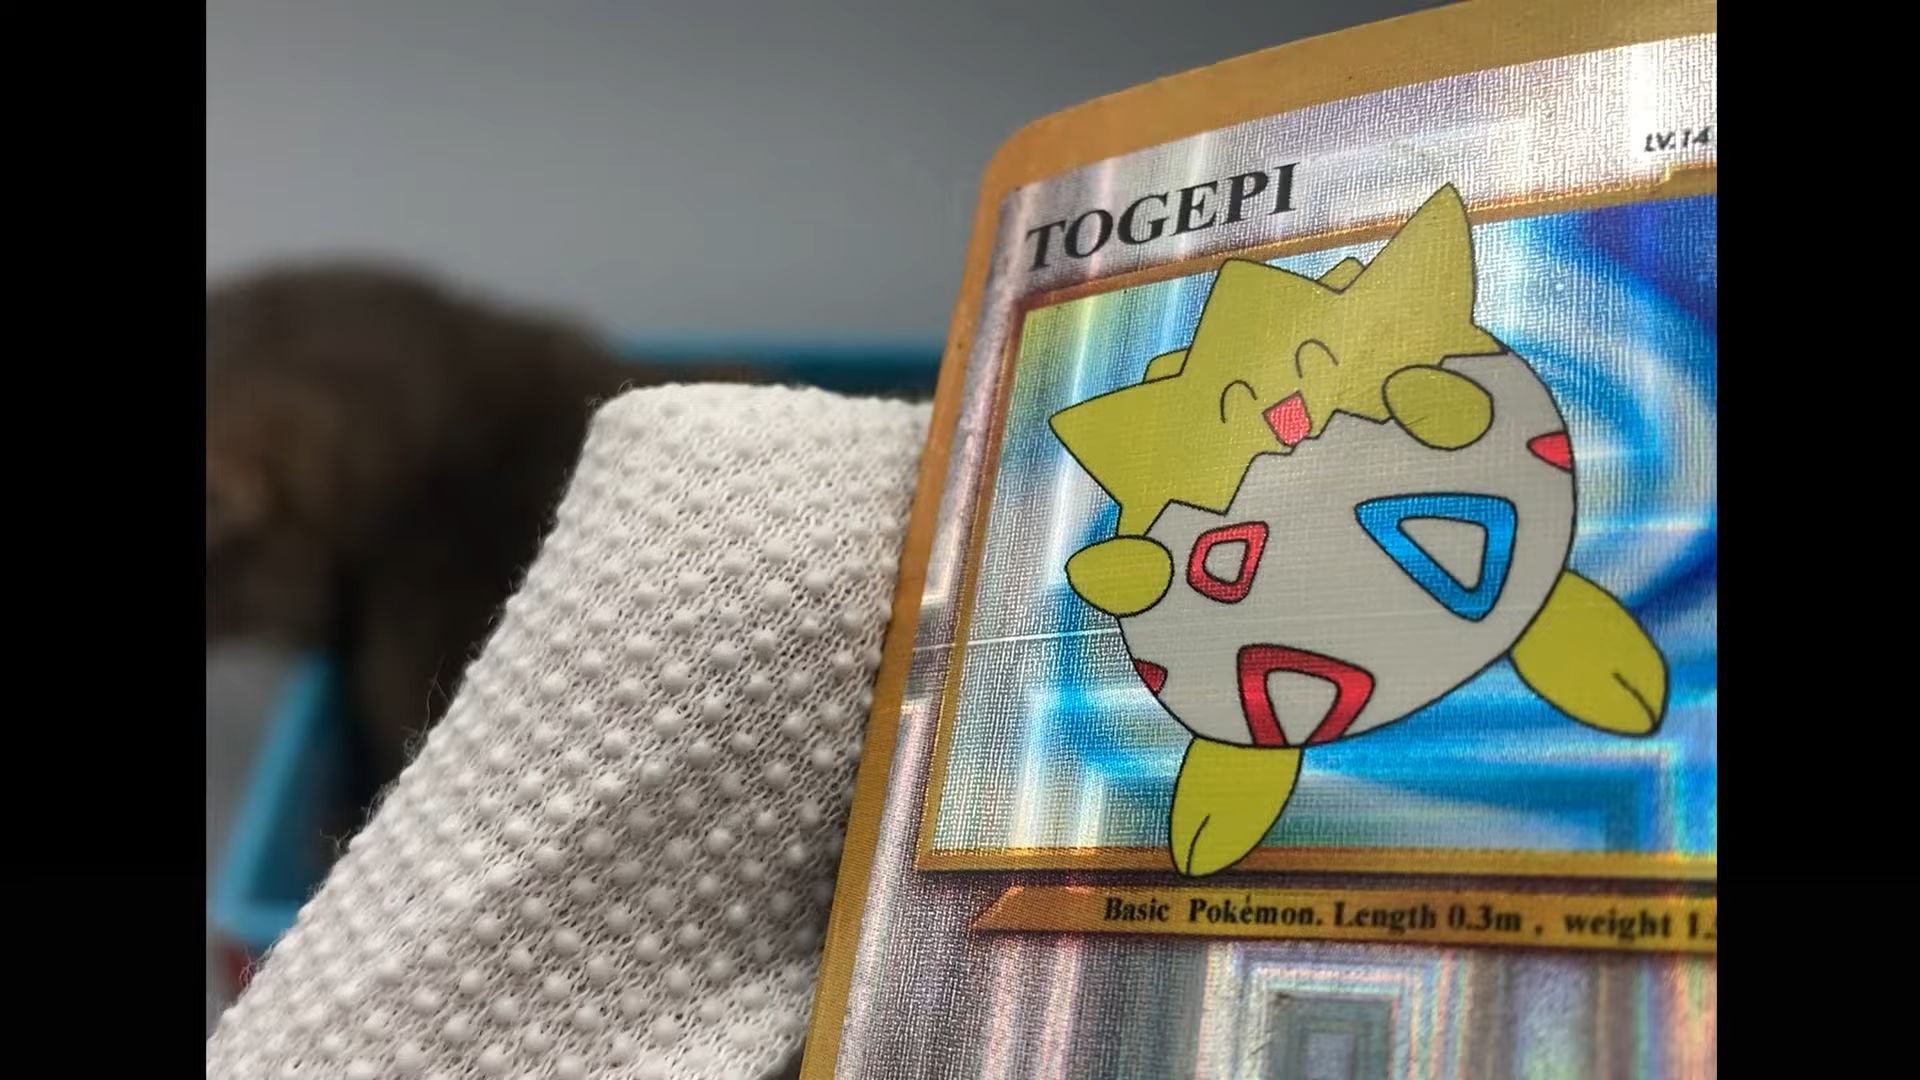 TOGEPI
LV.14
Basic Pokémon. Length 0.3m , weight 1.